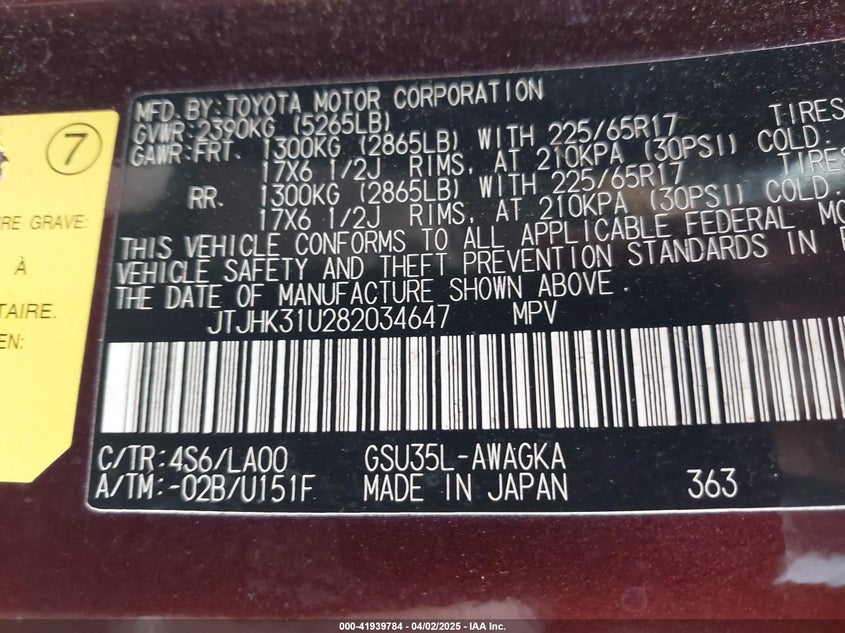 MFD. BY: TOYOTA MOTOR CORPORATION
GVWR: 2390KG (5265LB)
GAWR: FRT. 1300KG (2865LB) WITH 225/65R17 TIRES
17X6 1/2J RIMS, AT 210KPA (30PSI) COLD.
RR. 1300KG (2865LB) WITH 225/65R17 TIRES
17X6 1/2J RIMS, AT 210KPA (30PSI) COLD.
THIS VEHICLE CONFORMS TO ALL APPLICABLE FEDERAL MO
VEHICLE SAFETY AND THEFT PREVENTION STANDARDS IN
THE DATE OF MANUFACTURE SHOWN ABOVE.
JTJHK31U282034647 MPV
C/TR: 4S6/LA00 GSU35L-AWAGKA
A/TM: -02B/U151F MADE IN JAPAN 363
7
RE GRAVE:
À
TAIRE.
EN:
000-41939784 - 04/02/2025 - IAA Inc.